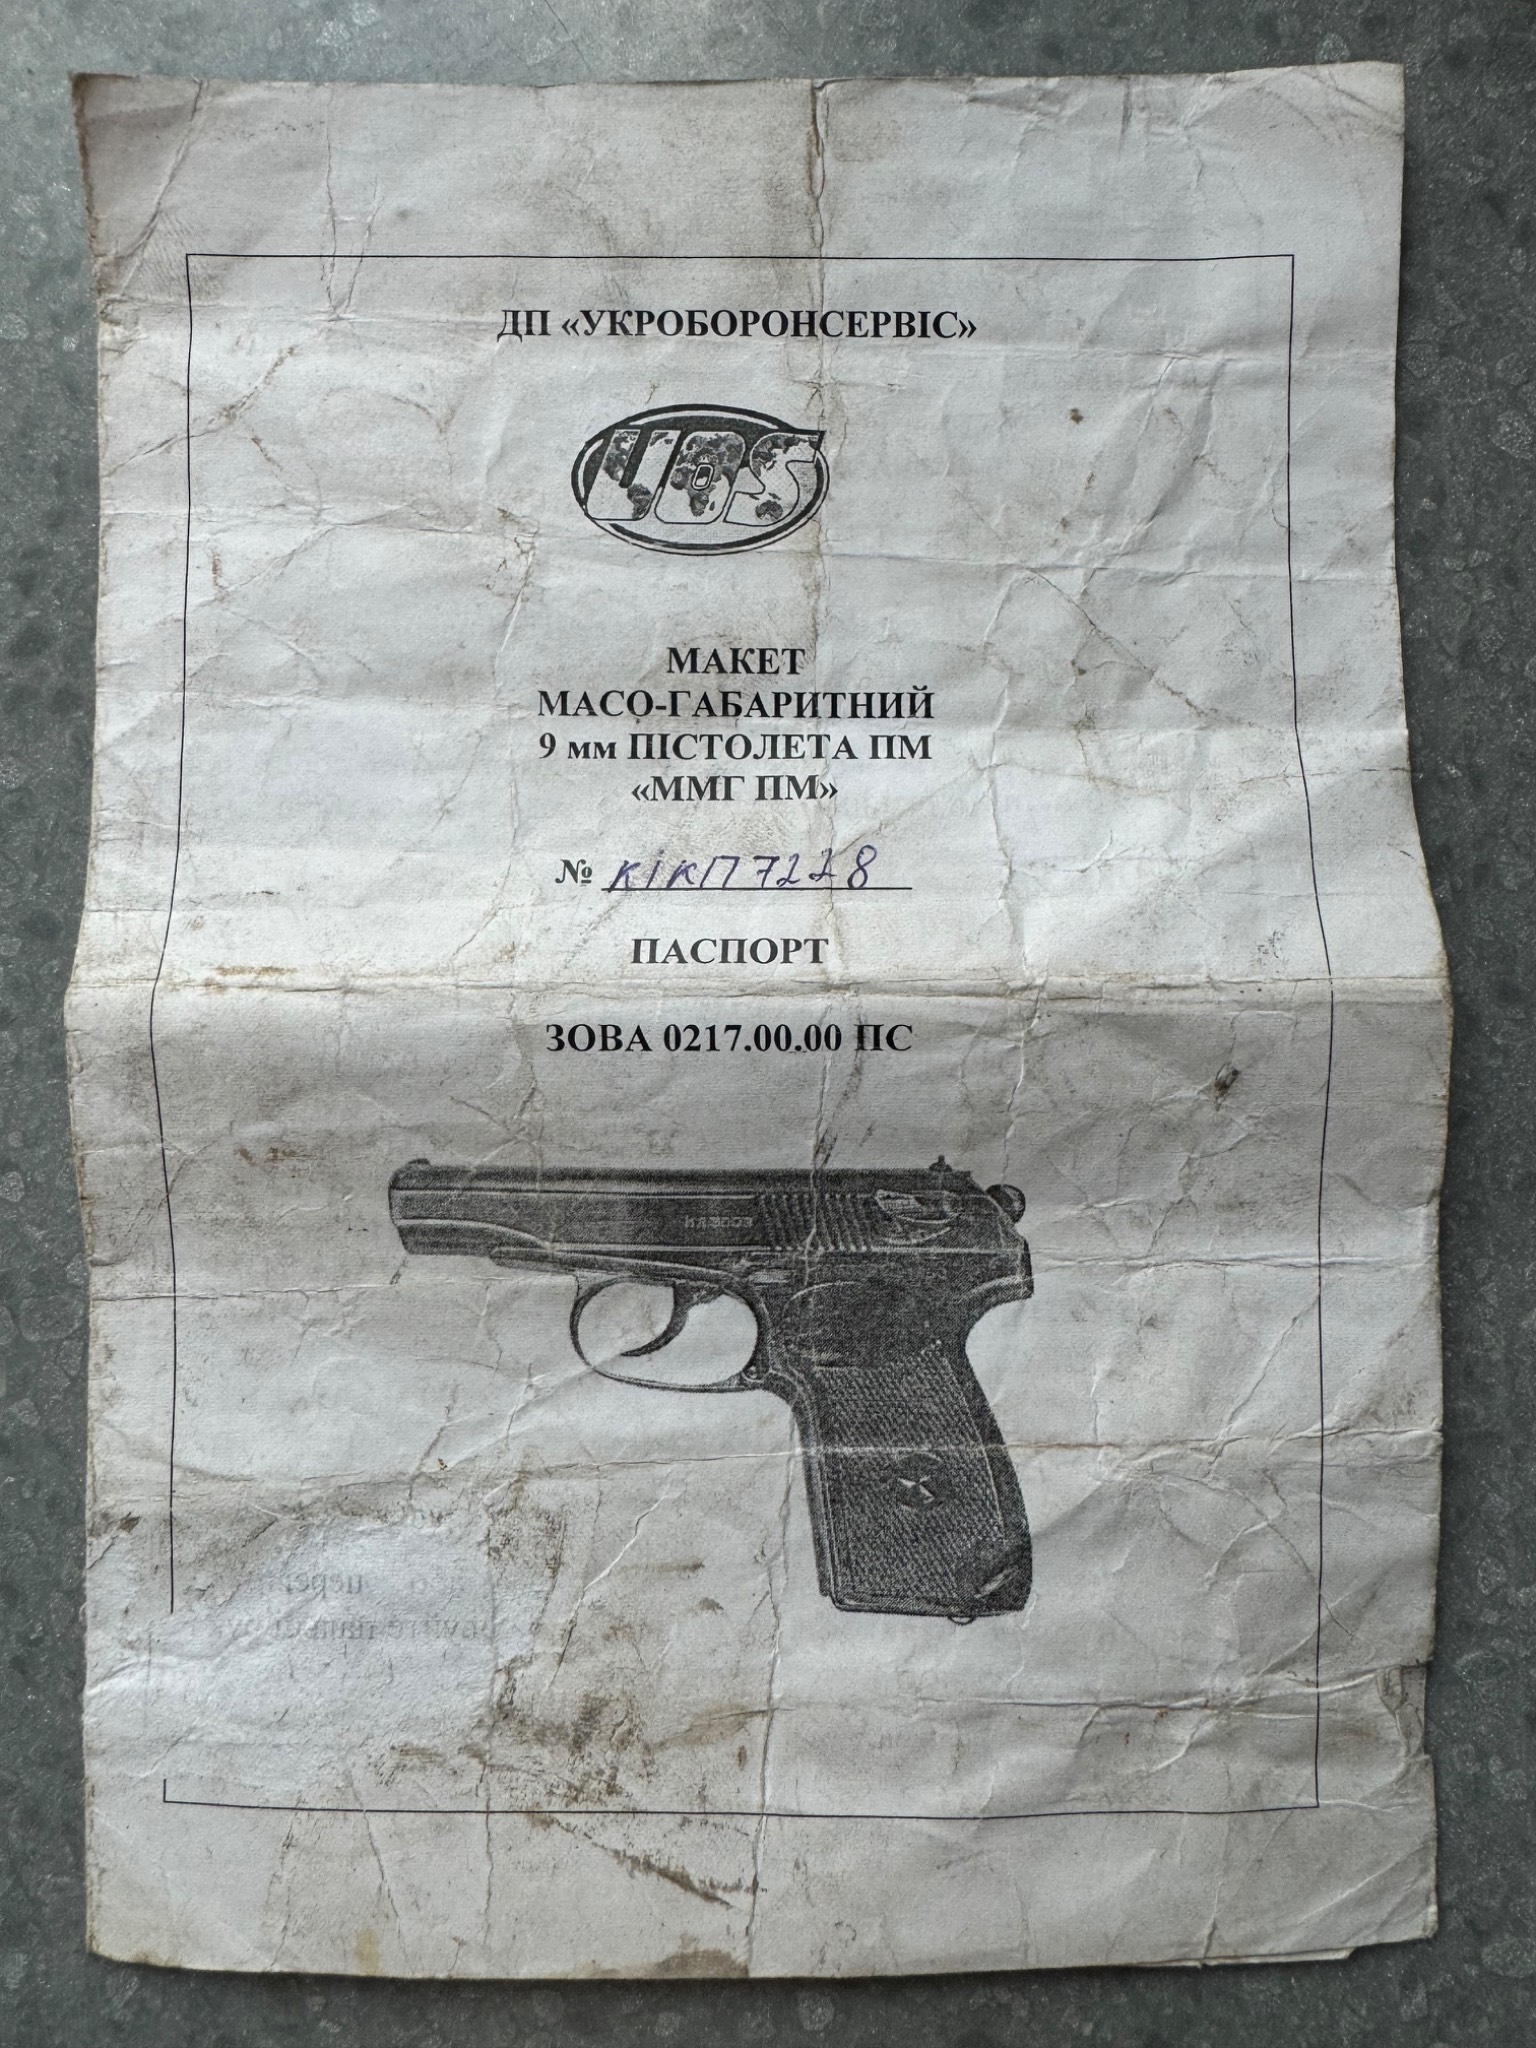 ДП «УКРОБОРОНСЕРВІС»
UOS
МАКЕТ
МАСО-ГАБАРИТНИЙ
9 мм ПІСТОЛЕТА ПМ
«ММГ ПМ»
№ КІКП7228
ПАСПОРТ
ЗОВА 0217.00.00 ПС